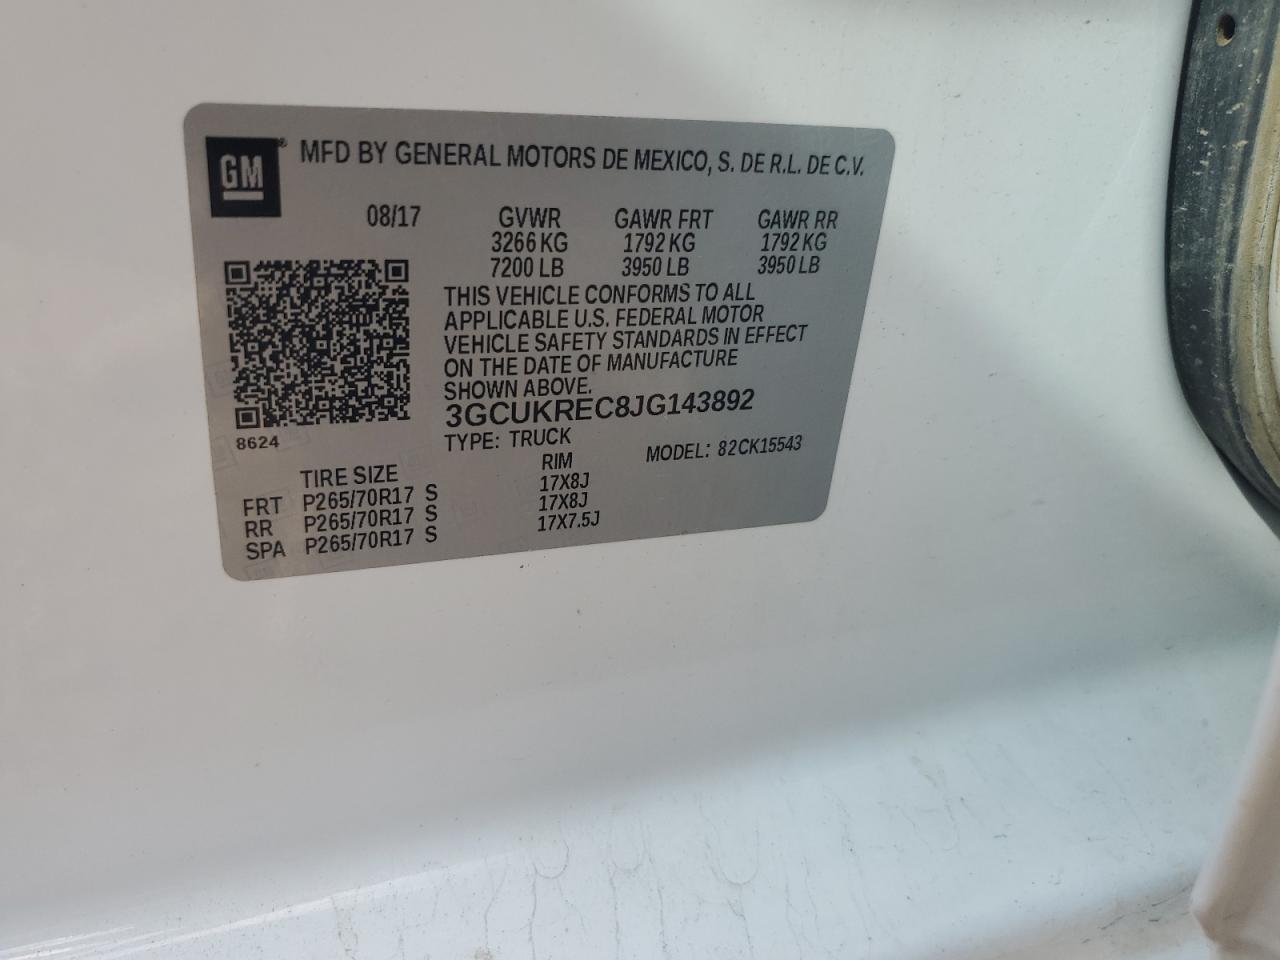 GM® MFD BY GENERAL MOTORS DE MEXICO, S. DE R.L. DE C.V.
08/17 GVWR GAWR FRT GAWR RR
3266 KG 1792 KG 1792 KG
7200 LB 3950 LB 3950 LB
THIS VEHICLE CONFORMS TO ALL
APPLICABLE U.S. FEDERAL MOTOR
VEHICLE SAFETY STANDARDS IN EFFECT
ON THE DATE OF MANUFACTURE
SHOWN ABOVE.
3GCUKREC8JG143892
8624
TYPE: TRUCK MODEL: 82CK15543
TIRE SIZE RIM
FRT P265/70R17 S 17X8J
RR P265/70R17 S 17X8J
SPA P265/70R17 S 17X7.5J